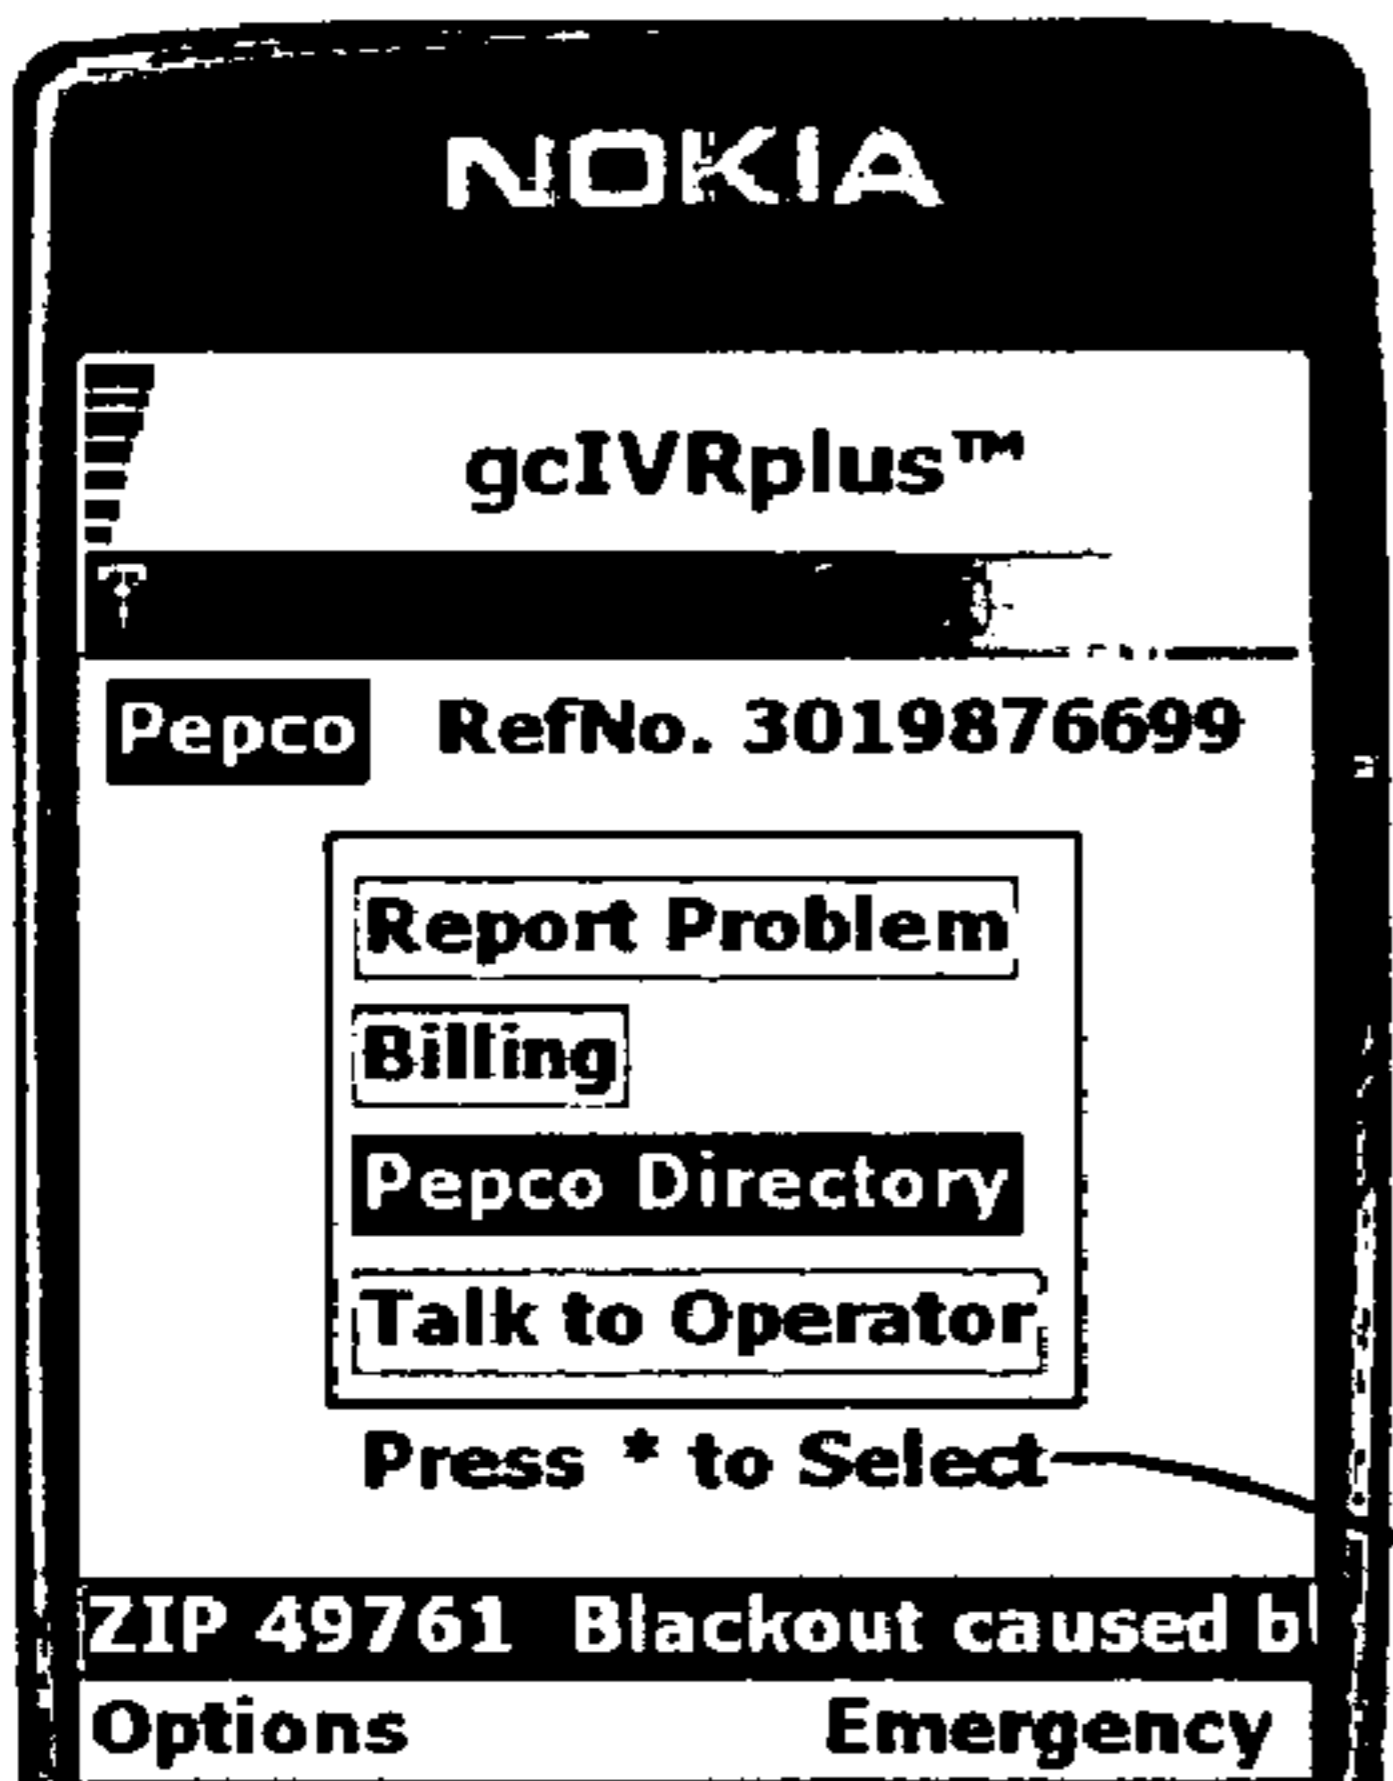 NOKIA
gcIVRplus™
Pepco RefNo. 3019876699
Report Problem
Billing
Pepco Directory
Talk to Operator
Press * to Select
ZIP 49761 Blackout caused b
Options Emergency